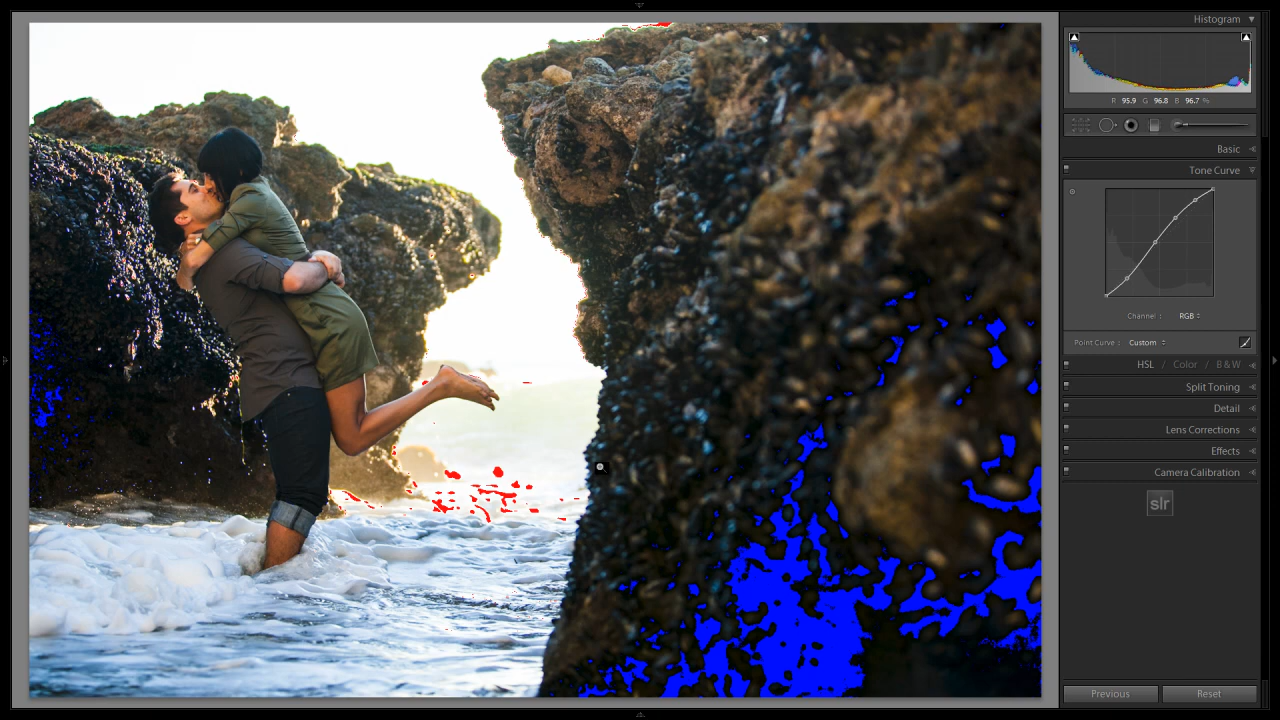 Histogram
R 95.9 G 96.8 B 96.7 %
Basic
Tone Curve
Channel : RGB
Point Curve : Custom
HSL / Color / B & W
Split Toning
Detail
Lens Corrections
Effects
Camera Calibration
slr
Previous Reset